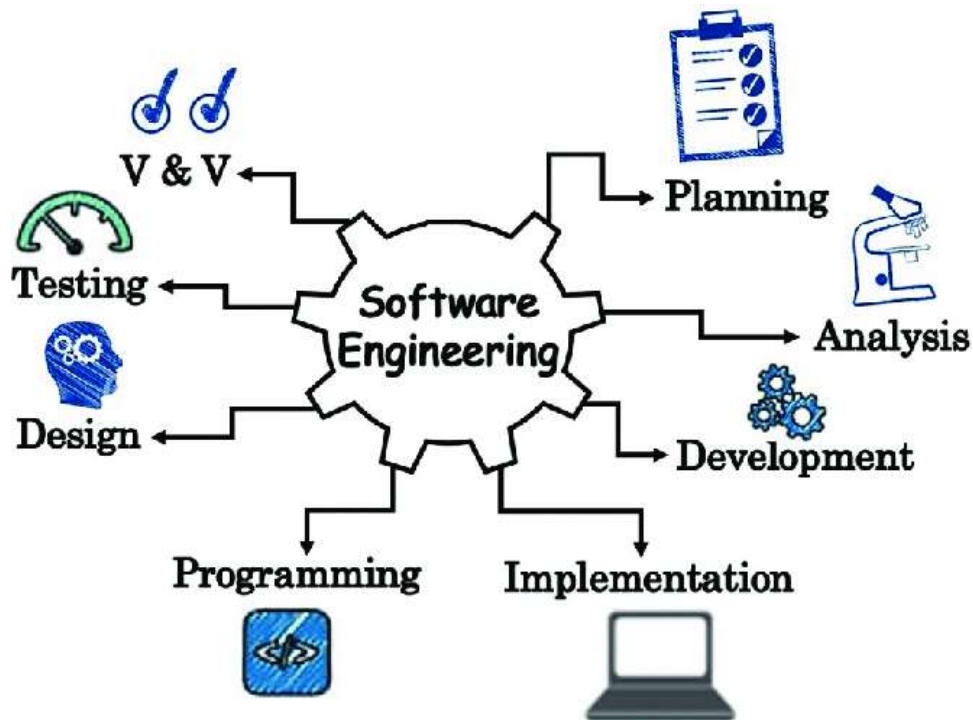 V & V
Planning
Testing
Software
Engineering
Analysis
Design
Development
Programming
Implementation